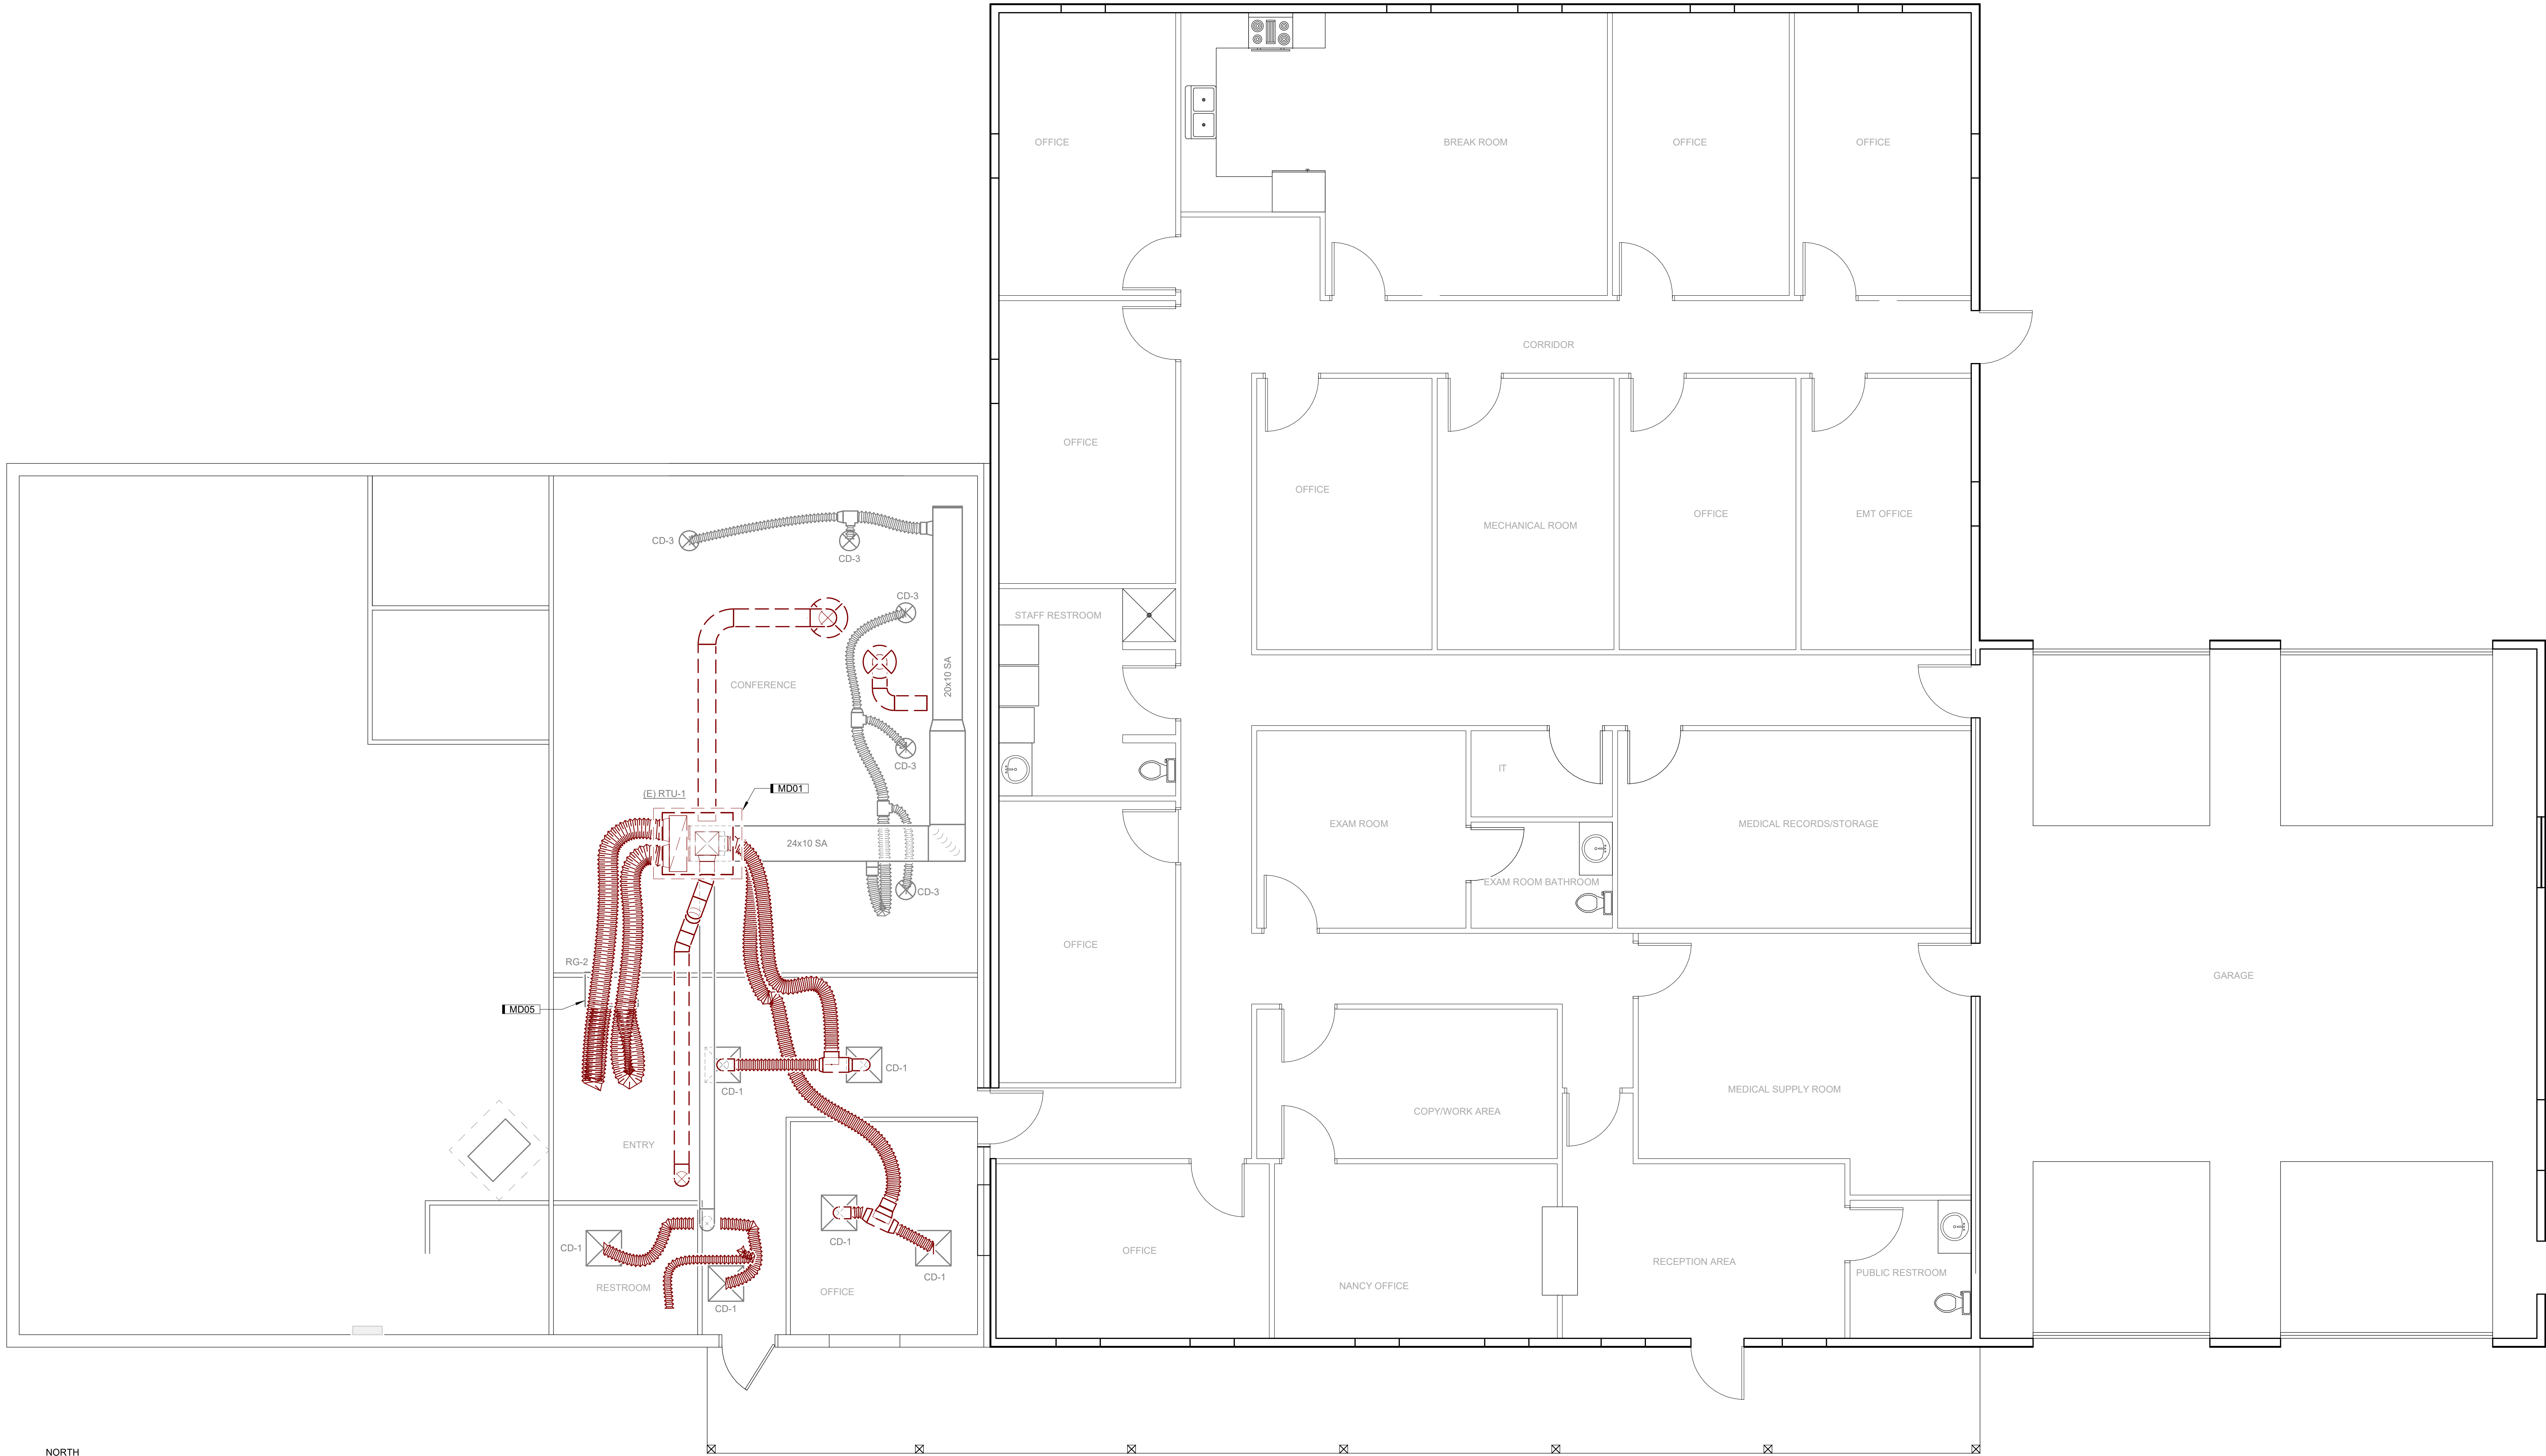 OFFICE
BREAK ROOM
OFFICE
OFFICE
CORRIDOR
OFFICE
OFFICE
MECHANICAL ROOM
OFFICE
EMT OFFICE
CD-3
CD-3
CD-3
STAFF RESTROOM
20x10 SA
CONFERENCE
CD-3
IT
(E) RTU-1
MD01
EXAM ROOM
MEDICAL RECORDS/STORAGE
24x10 SA
EXAM ROOM BATHROOM
CD-3
OFFICE
RG-2
GARAGE
MD05
CD-1
CD-1
MEDICAL SUPPLY ROOM
COPY/WORK AREA
ENTRY
CD-1
CD-1
OFFICE
RECEPTION AREA
PUBLIC RESTROOM
CD-1
RESTROOM
OFFICE
NANCY OFFICE
CD-1
NORTH